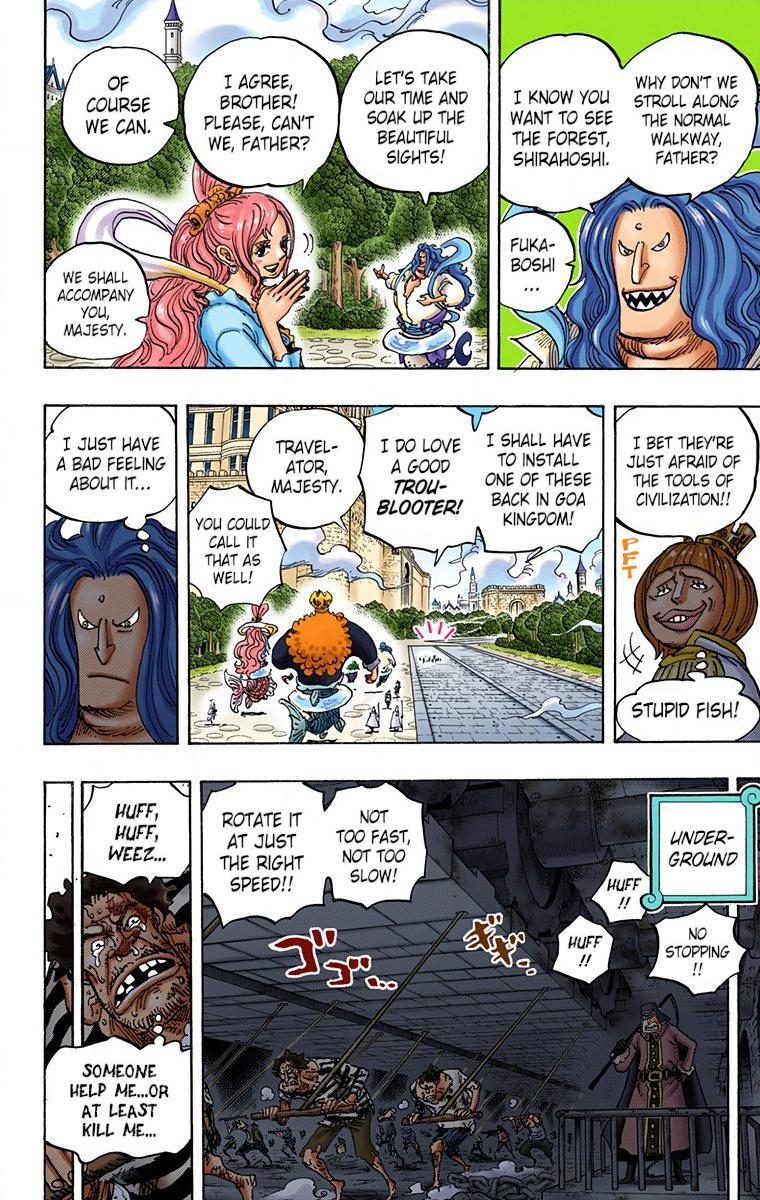 WHY DON'T WE
STROLL ALONG
THE NORMAL
WALKWAY,
FATHER?
I KNOW YOU
WANT TO SEE
THE FOREST,
SHIRAHOSHI.
FUKA-
BOSHI
...
LET'S TAKE
OUR TIME AND
SOAK UP THE
BEAUTIFUL
SIGHTS!
I AGREE,
BROTHER!
PLEASE, CAN'T
WE, FATHER?
OF
COURSE
WE CAN.
WE SHALL
ACCOMPANY
YOU,
MAJESTY.
I BET THEY'RE
JUST AFRAID OF
THE TOOLS OF
CIVILIZATION!!
PFT
STUPID FISH!
I SHALL HAVE
TO INSTALL
ONE OF THESE
BACK IN GOA
KINGDOM!
I DO LOVE
A GOOD
TROU-
BLOOTER!
TRAVEL-
ATOR,
MAJESTY.
YOU COULD
CALL IT
THAT AS
WELL!
I JUST HAVE
A BAD FEELING
ABOUT IT...
UNDER-
GROUND
HUFF
!!
NO
STOPPING
!!
HUFF
!!
NOT
TOO FAST,
NOT TOO
SLOW!
ROTATE IT
AT JUST
THE RIGHT
SPEED!!
ギギ...
ゴゴ...
HUFF,
HUFF,
WEEZ...
SOMEONE
HELP ME...OR
AT LEAST
KILL ME...